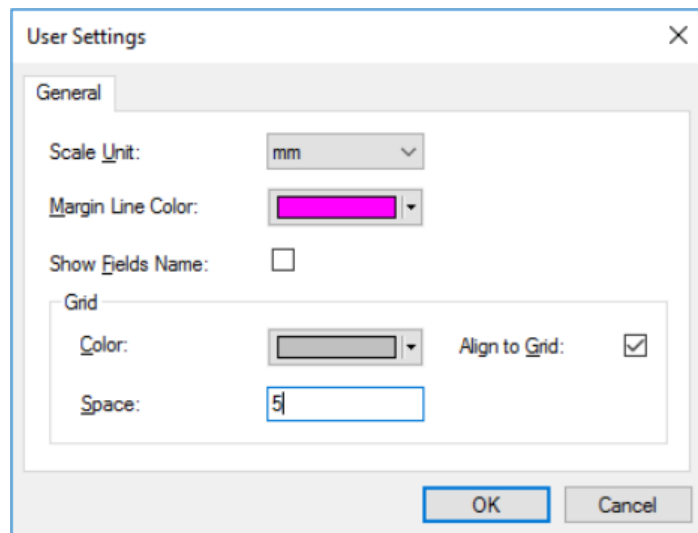 User Settings
General
Scale Unit: mm
Margin Line Color:
Show Fields Name:
Grid
Color: Align to Grid:
Space: 5
OK Cancel